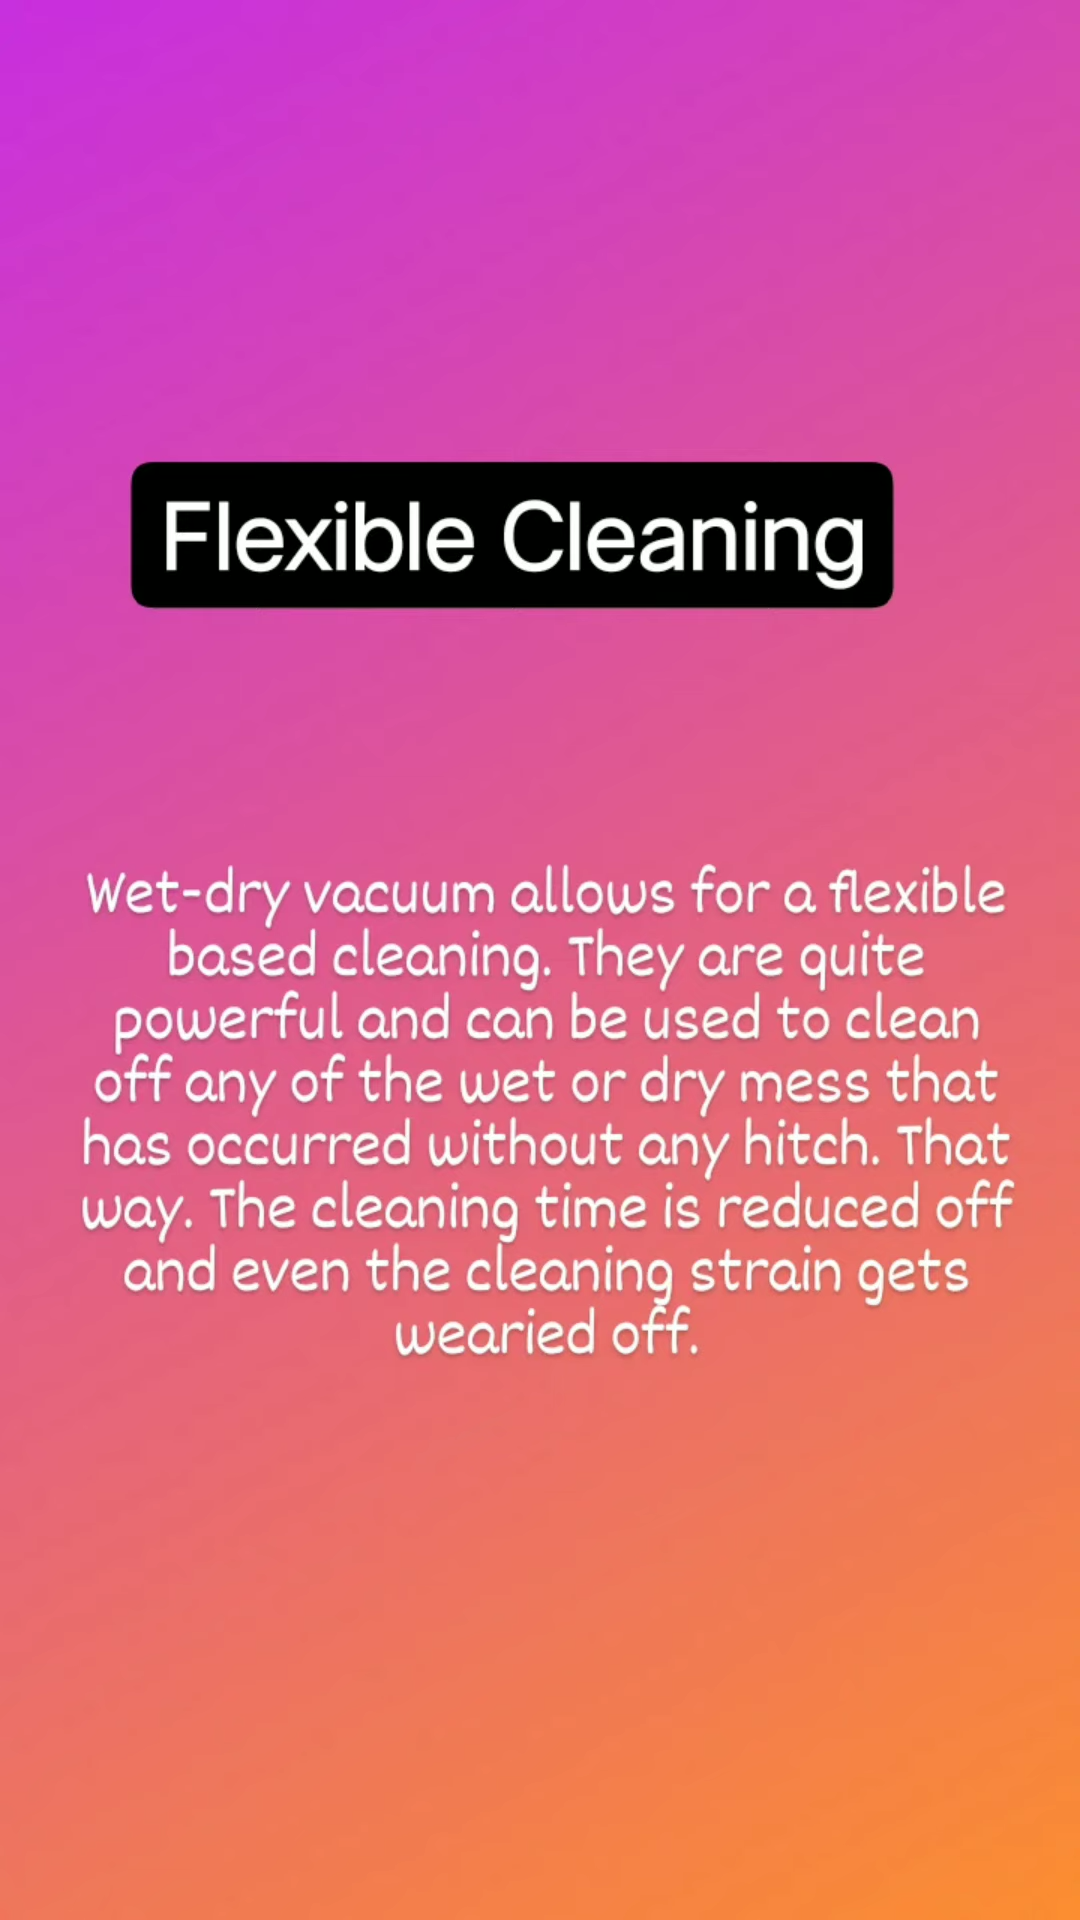 Flexible Cleaning
Wet-dry vacuum allows for a flexible
based cleaning. They are quite
powerful and can be used to clean
off any of the wet or dry mess that
has occurred without any hitch. That
way. The cleaning time is reduced off
and even the cleaning strain gets
wearied off.